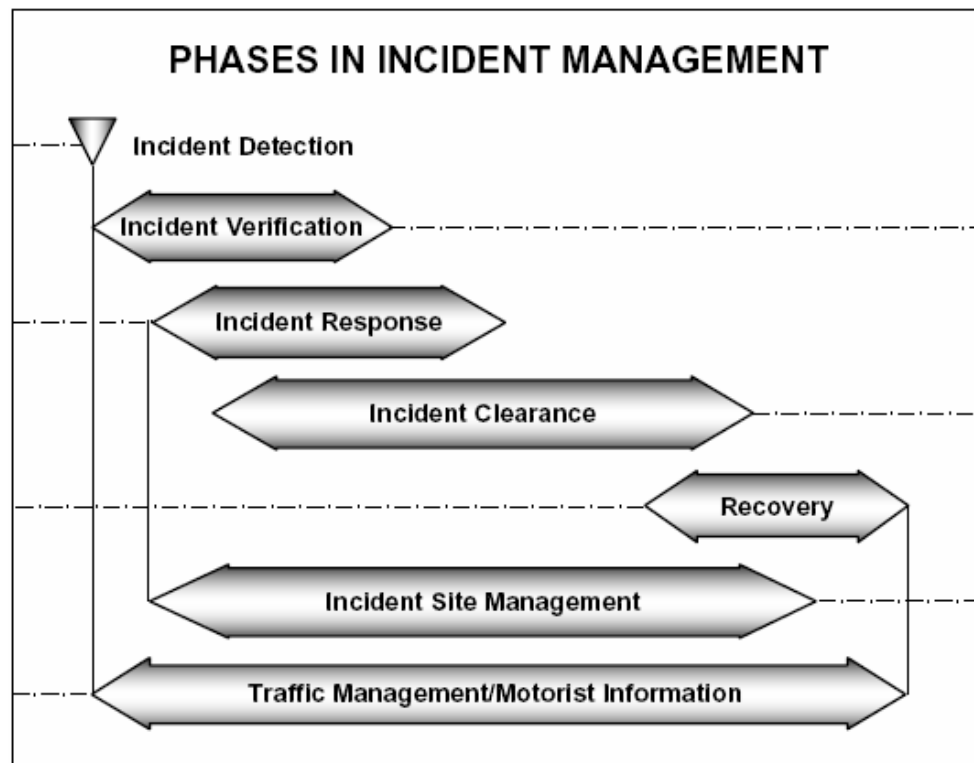 PHASES IN INCIDENT MANAGEMENT
Incident Detection
Incident Verification
Incident Response
Incident Clearance
Recovery
Incident Site Management
Traffic Management/Motorist Information